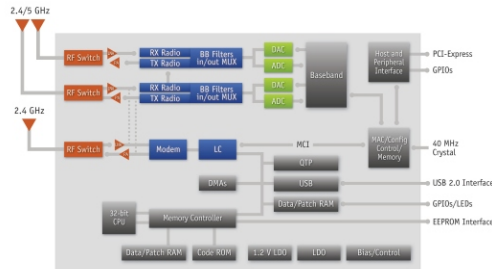 2.4/5 GHz
RF Switch
RX Radio
TX Radio
BB Filters
in/out MUX
DAC
ADC
Baseband
Host and
Peripheral
Interface
PCI-Express
GPIOs
RF Switch
RX Radio
TX Radio
BB Filters
in/out MUX
DAC
ADC
2.4 GHz
RF Switch
Modem
LC
MCI
MAC/Config
Control/
Memory
40 MHz
Crystal
QTP
DMAs
USB
USB 2.0 Interface
Data/Patch RAM
GPIOs/LEDs
32-bit
CPU
Memory Controller
EEPROM Interface
Data/Patch RAM
Code ROM
1.2 V LDO
LDO
Bias/Control